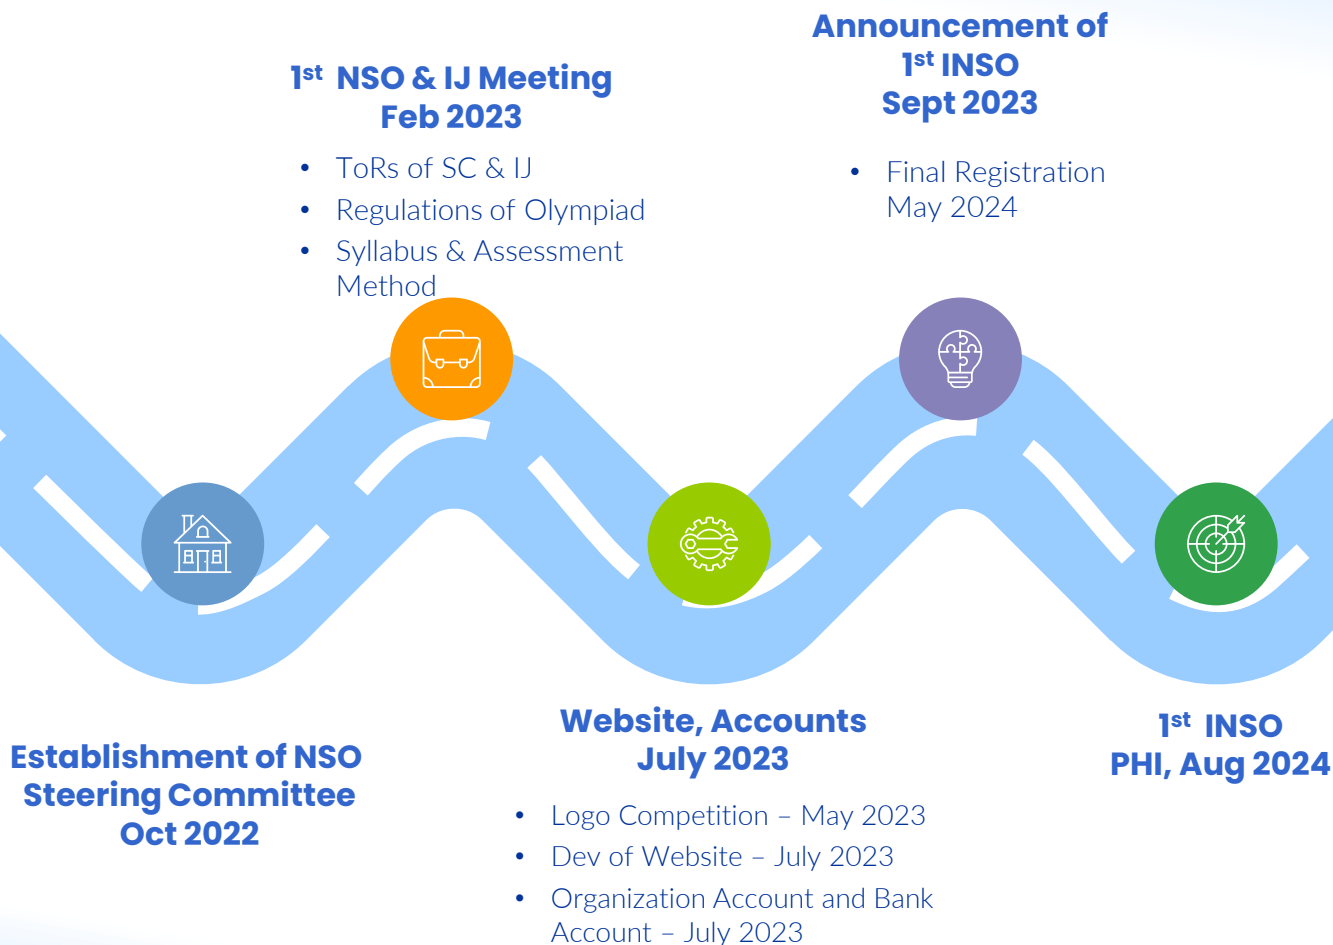 Establishment of NSO
Steering Committee
Oct 2022
1st NSO & IJ Meeting
Feb 2023
• ToRs of SC & IJ
• Regulations of Olympiad
• Syllabus & Assessment
Method
Website, Accounts
July 2023
• Logo Competition – May 2023
• Dev of Website – July 2023
• Organization Account and Bank
Account – July 2023
Announcement of
1st INSO
Sept 2023
• Final Registration
May 2024
1st INSO
PHI, Aug 2024